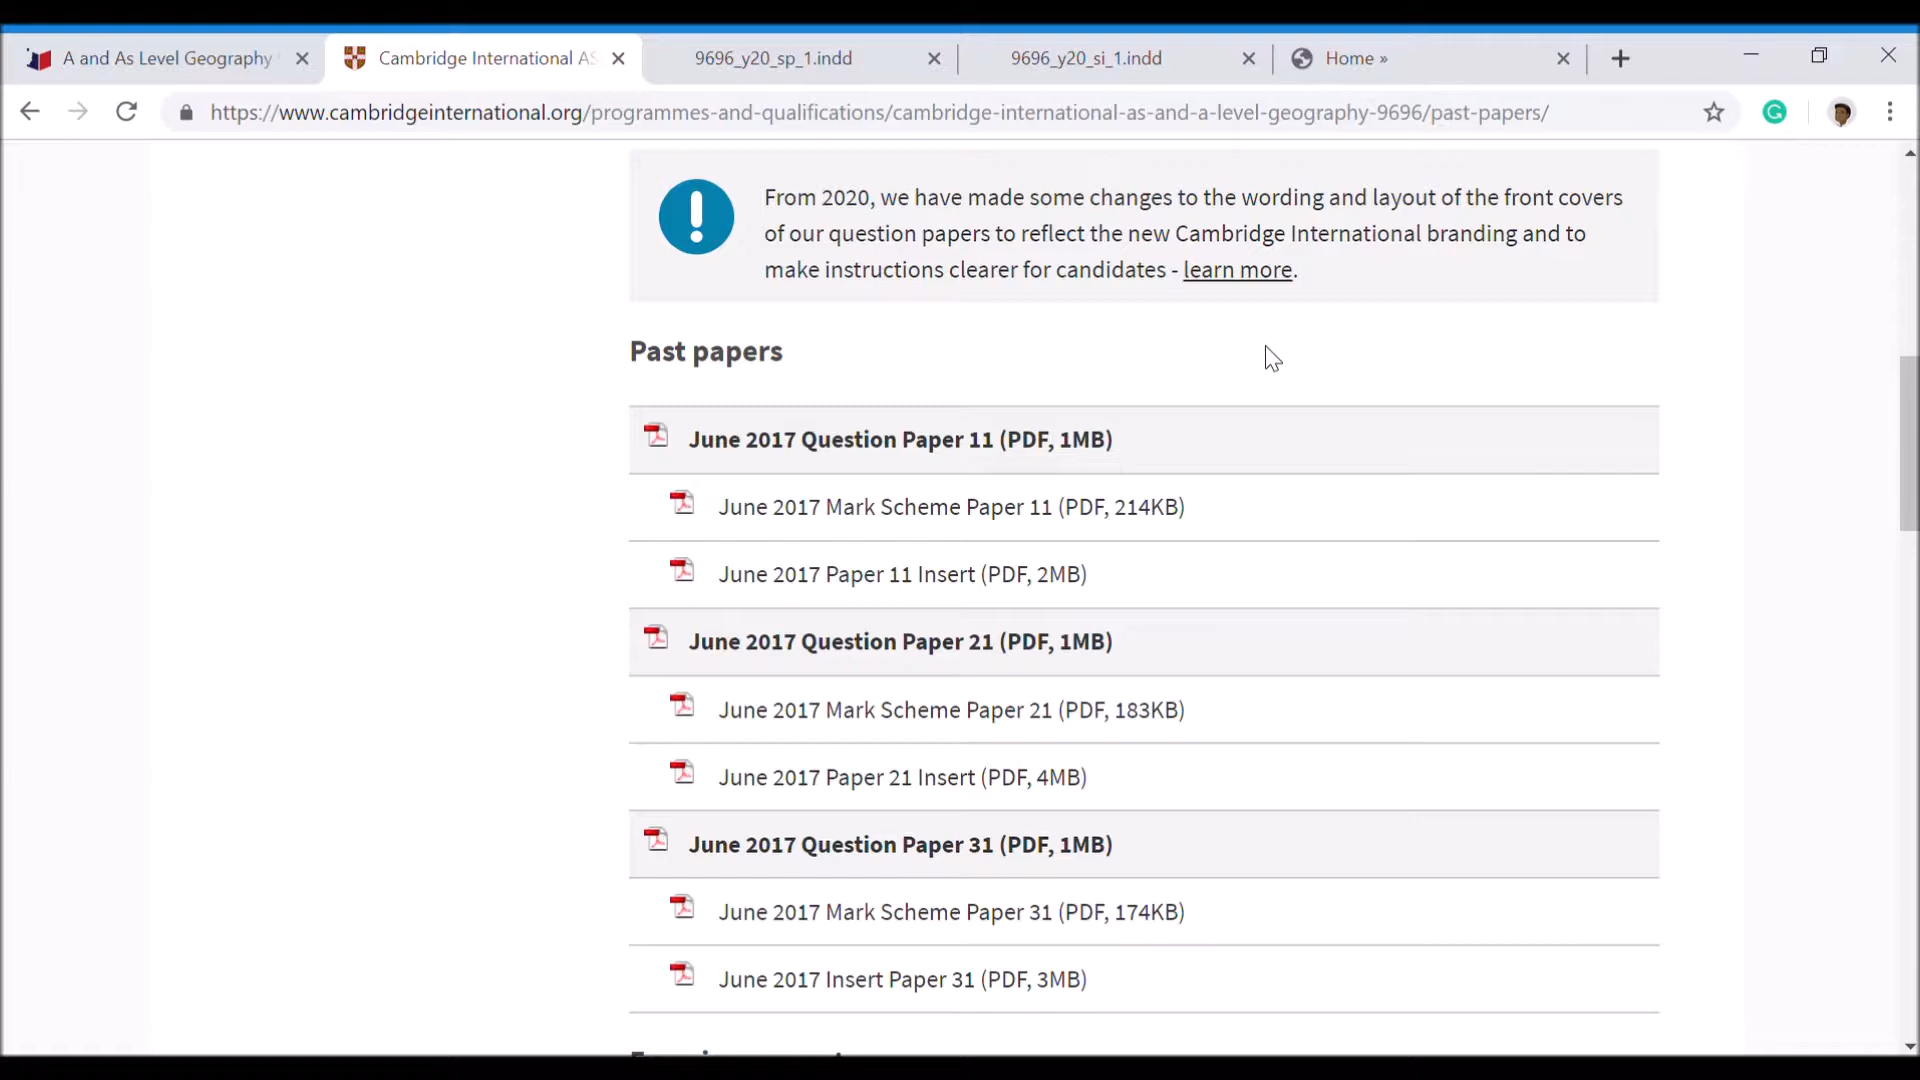 A and As Level Geography
Cambridge International AS
9696_y20_sp_1.indd
9696_y20_si_1.indd
Home »
https://www.cambridgeinternational.org/programmes-and-qualifications/cambridge-international-as-and-a-level-geography-9696/past-papers/
From 2020, we have made some changes to the wording and layout of the front covers
of our question papers to reflect the new Cambridge International branding and to
make instructions clearer for candidates - learn more.
Past papers
June 2017 Question Paper 11 (PDF, 1MB)
June 2017 Mark Scheme Paper 11 (PDF, 214KB)
June 2017 Paper 11 Insert (PDF, 2MB)
June 2017 Question Paper 21 (PDF, 1MB)
June 2017 Mark Scheme Paper 21 (PDF, 183KB)
June 2017 Paper 21 Insert (PDF, 4MB)
June 2017 Question Paper 31 (PDF, 1MB)
June 2017 Mark Scheme Paper 31 (PDF, 174KB)
June 2017 Insert Paper 31 (PDF, 3MB)